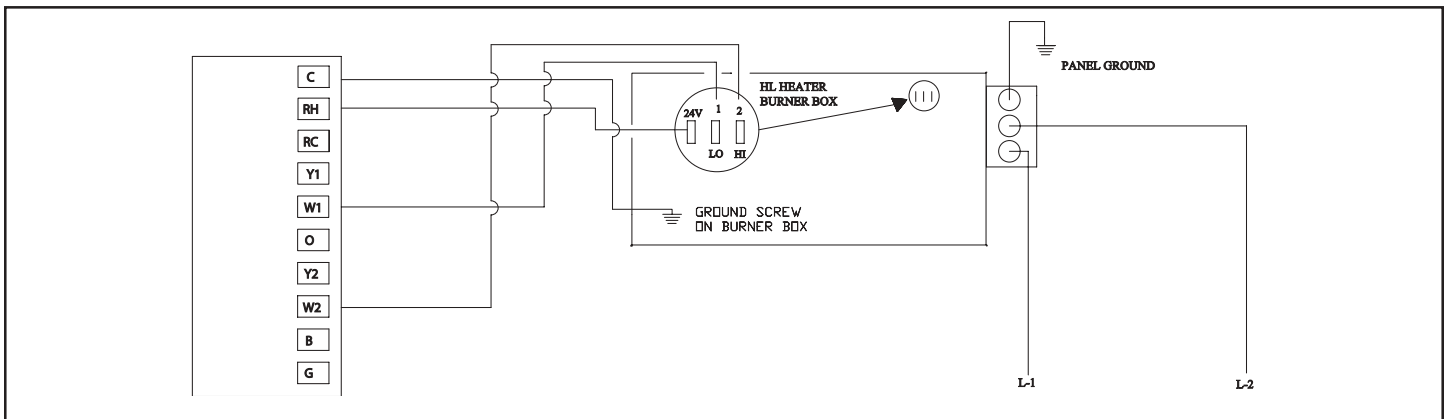 C
RH
RC
Y1
W1
O
Y2
W2
B
G
24V 1 2
LO HI
HL HEATER
BURNER BOX
GROUND SCREW
ON BURNER BOX
PANEL GROUND
L-1 L-2